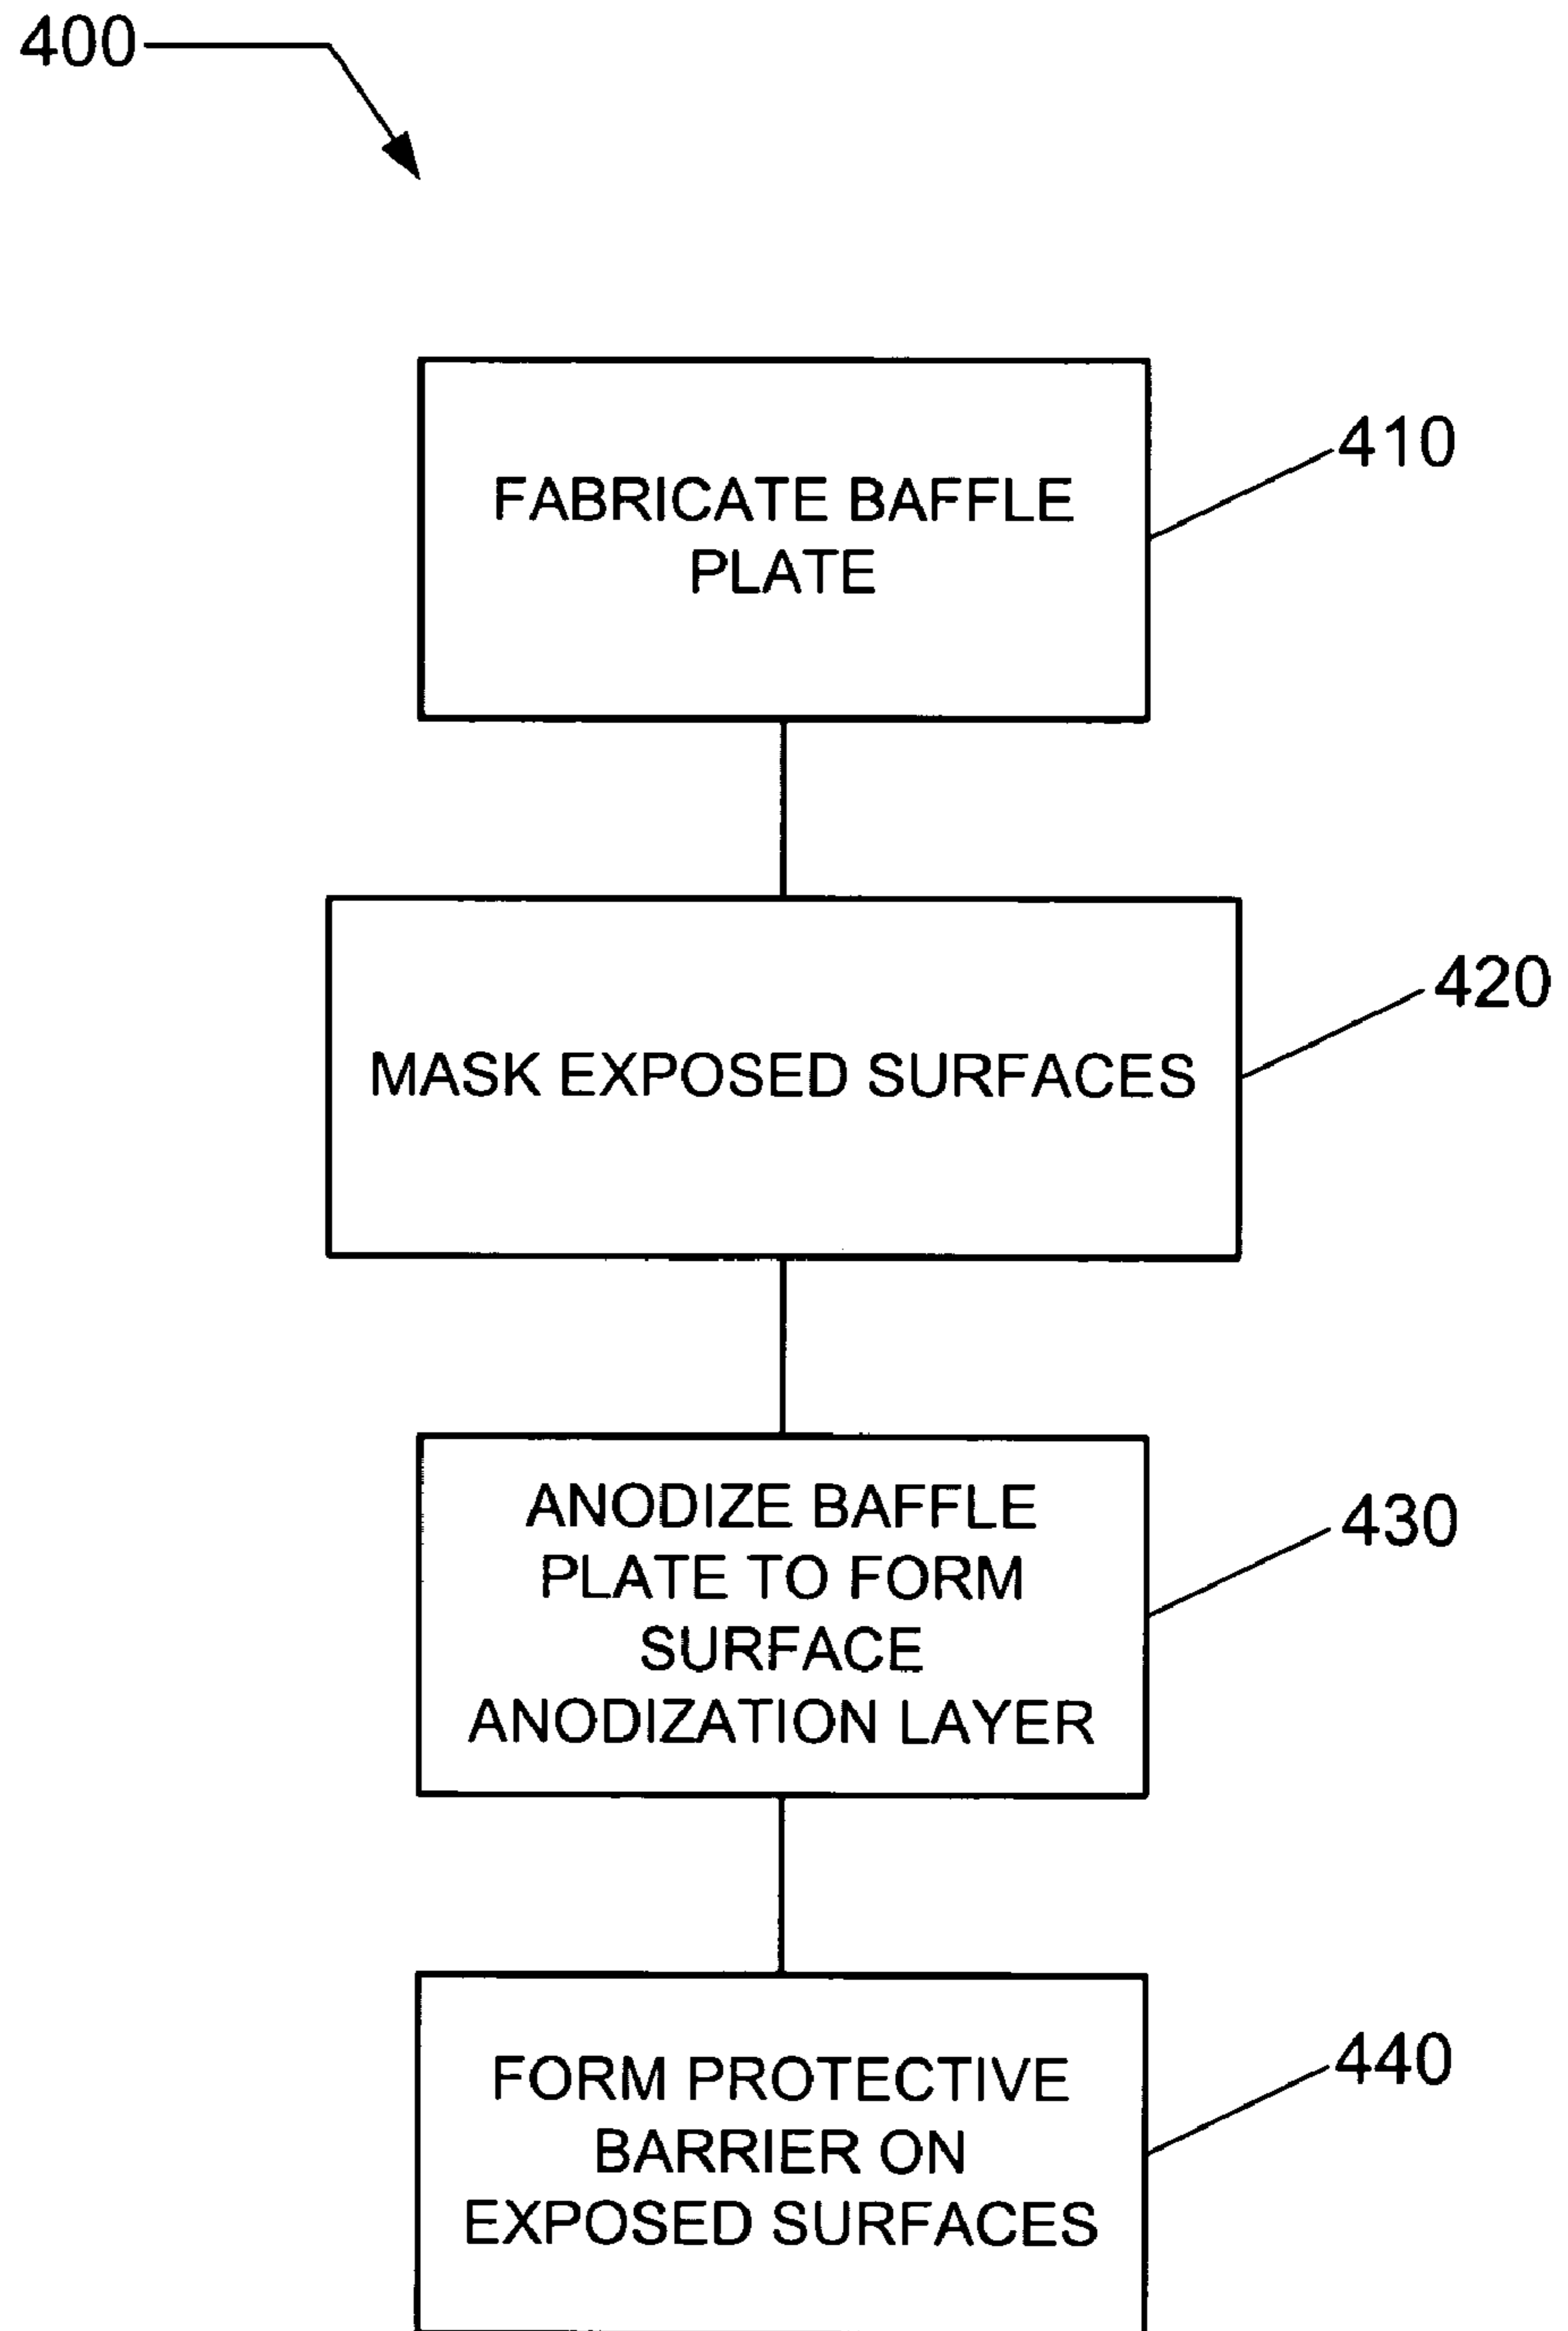 400
FABRICATE BAFFLE
PLATE
410
MASK EXPOSED SURFACES
420
ANODIZE BAFFLE
PLATE TO FORM
SURFACE
ANODIZATION LAYER
430
FORM PROTECTIVE
BARRIER ON
EXPOSED SURFACES
440